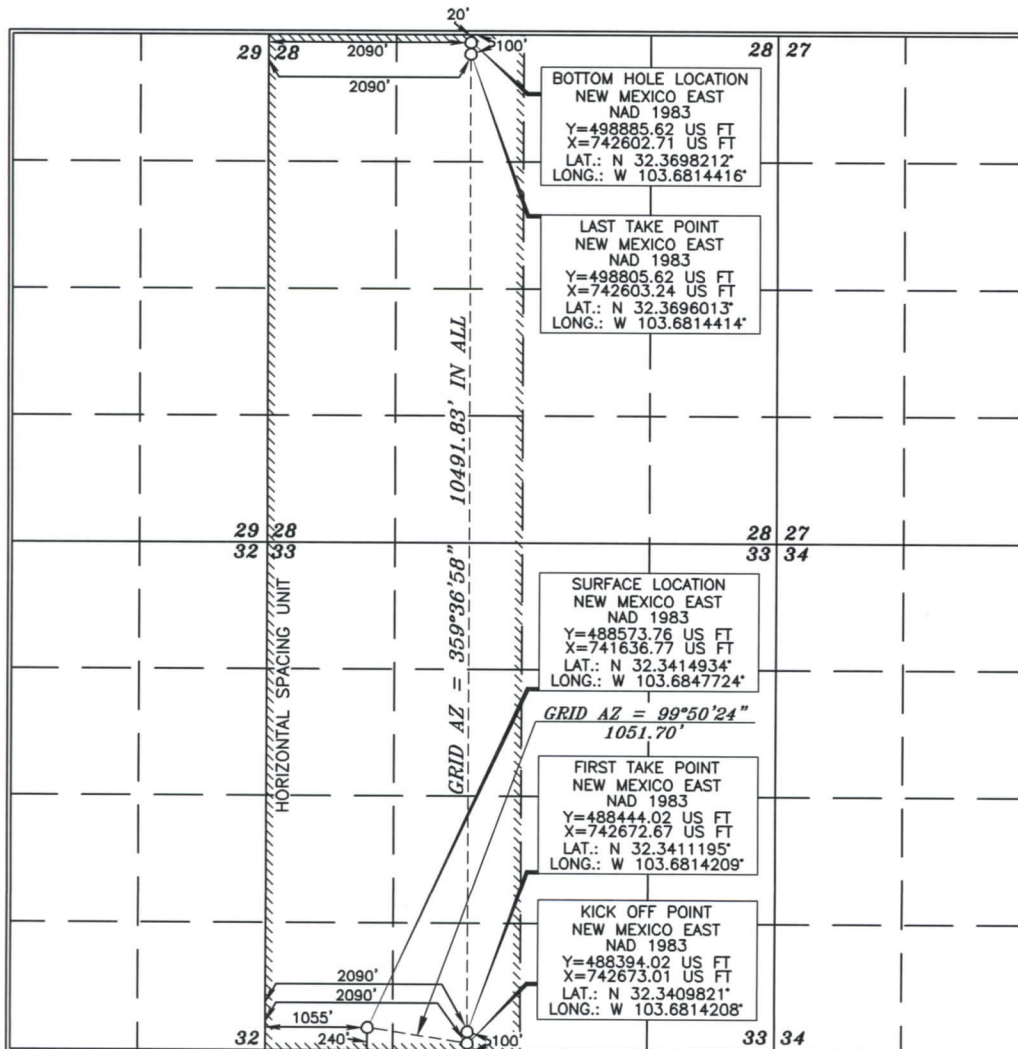 20'
29 28
2090'
100'
28 27
2090'
BOTTOM HOLE LOCATION
NEW MEXICO EAST
NAD 1983
Y=498885.62 US FT
X=742602.71 US FT
LAT.: N 32.3698212°
LONG.: W 103.6814416°
LAST TAKE POINT
NEW MEXICO EAST
NAD 1983
Y=498805.62 US FT
X=742603.24 US FT
LAT.: N 32.3696013°
LONG.: W 103.6814414°
GRID AZ = 359°36'58"
10491.83' IN ALL
29 28
32 33
28 27
33 34
HORIZONTAL SPACING UNIT
SURFACE LOCATION
NEW MEXICO EAST
NAD 1983
Y=488573.76 US FT
X=741636.77 US FT
LAT.: N 32.3414934°
LONG.: W 103.6847724°
GRID AZ = 99°50'24"
1051.70'
FIRST TAKE POINT
NEW MEXICO EAST
NAD 1983
Y=488444.02 US FT
X=742672.67 US FT
LAT.: N 32.3411195°
LONG.: W 103.6814209°
KICK OFF POINT
NEW MEXICO EAST
NAD 1983
Y=488394.02 US FT
X=742673.01 US FT
LAT.: N 32.3409821°
LONG.: W 103.6814208°
2090'
2090'
1055'
32
240'
100'
33 34